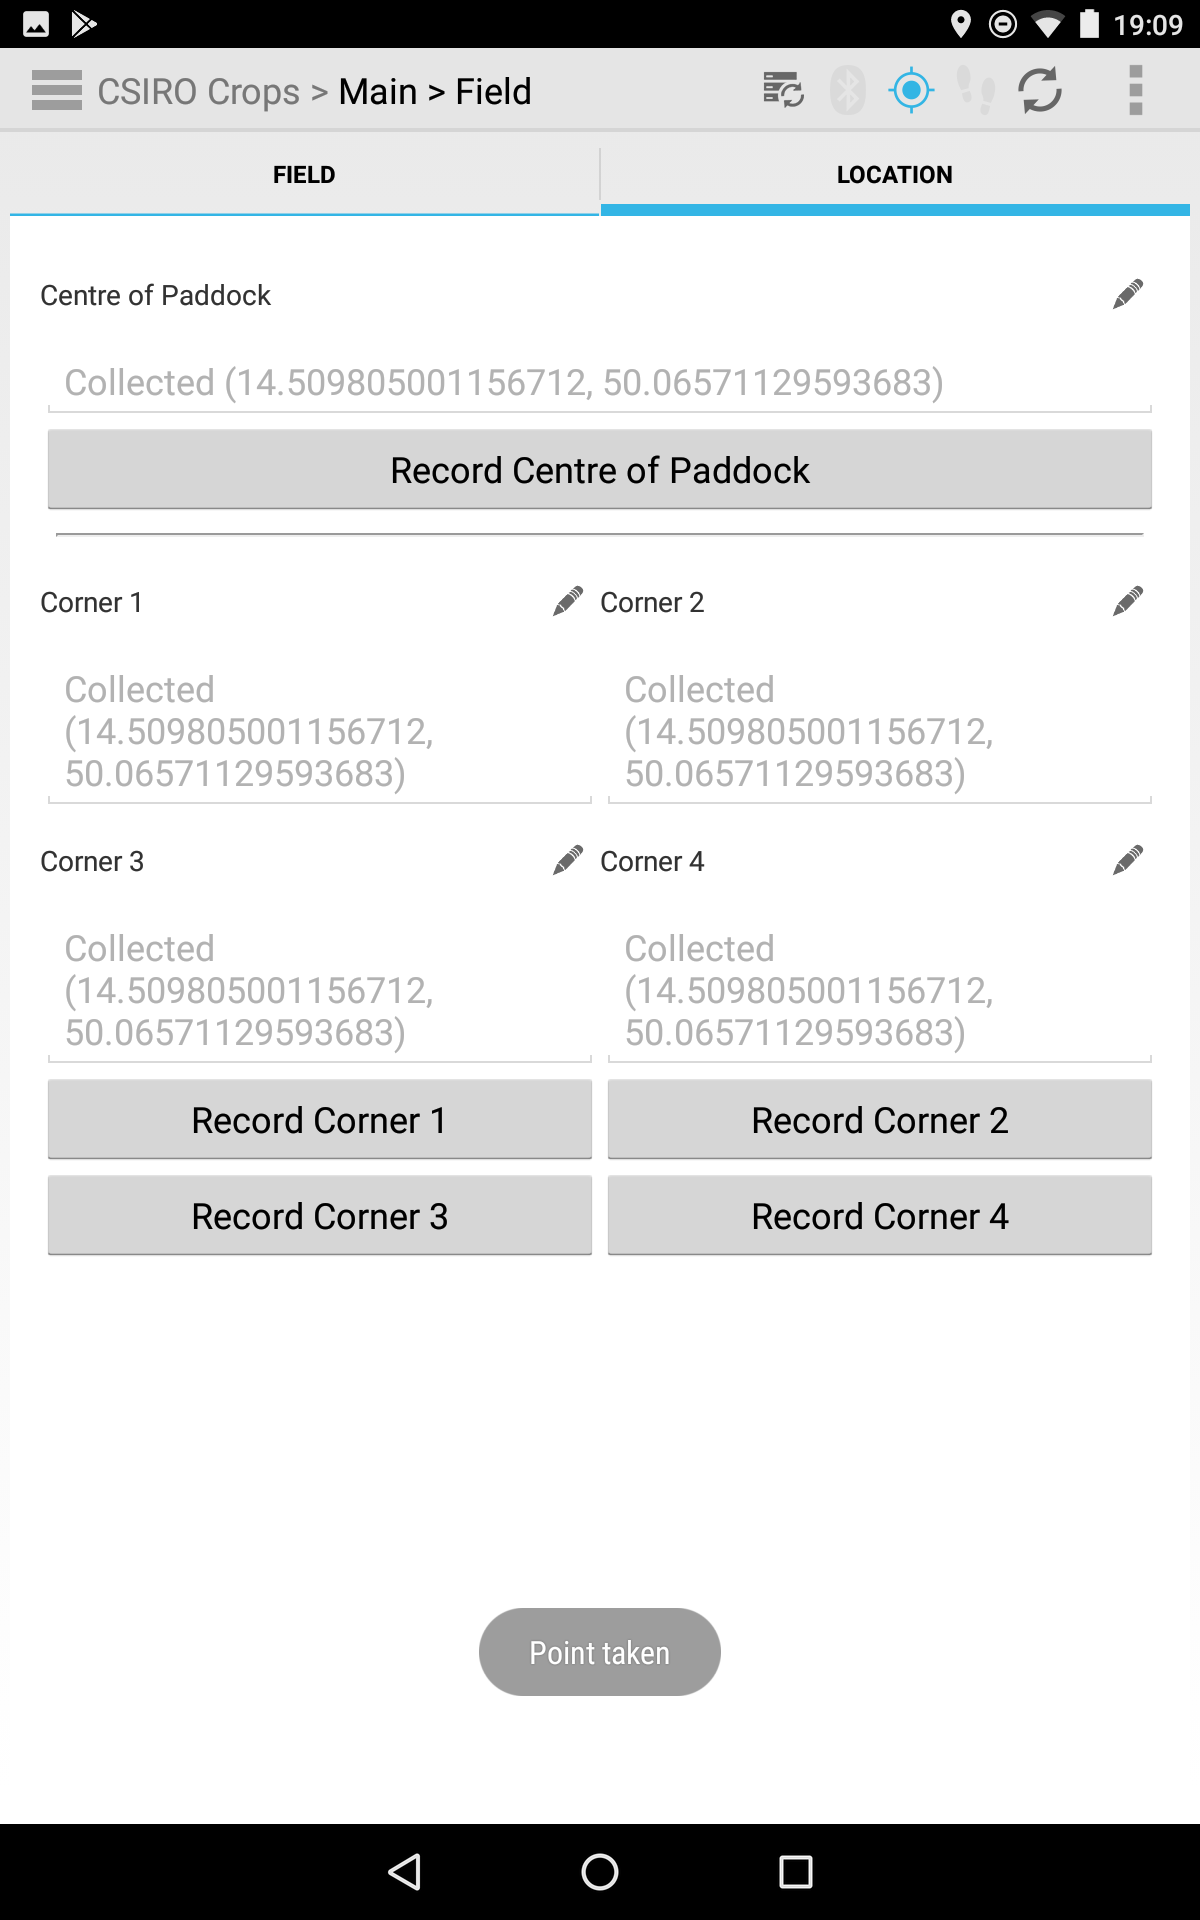 19:09
CSIRO Crops > Main > Field
FIELD
LOCATION
Centre of Paddock
Collected (14.509805001156712, 50.06571129593683)
Record Centre of Paddock
Corner 1
Corner 2
Collected
(14.509805001156712,
50.06571129593683)
Collected
(14.509805001156712,
50.06571129593683)
Corner 3
Corner 4
Collected
(14.509805001156712,
50.06571129593683)
Collected
(14.509805001156712,
50.06571129593683)
Record Corner 1
Record Corner 2
Record Corner 3
Record Corner 4
Point taken